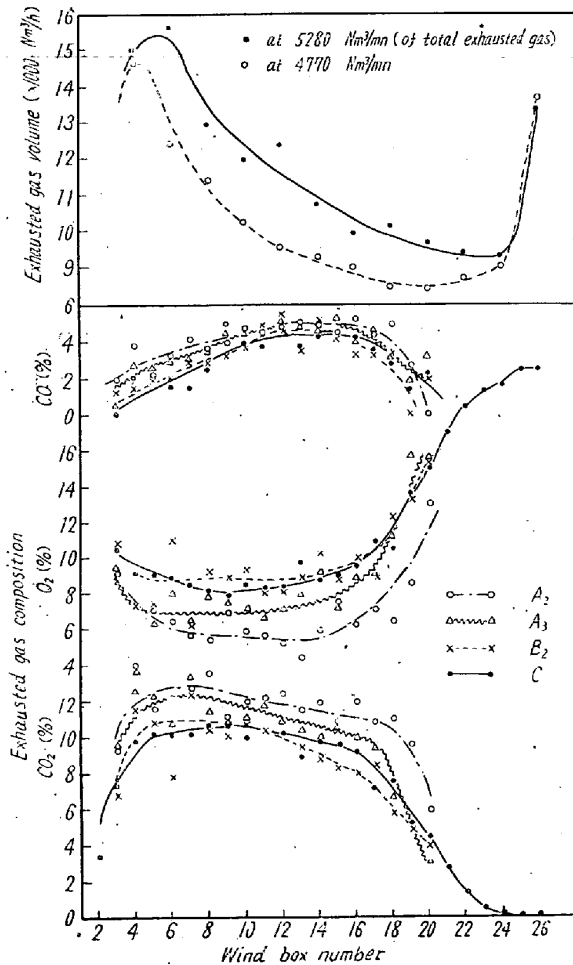 16
15
14
13
12
11
10
9
8
Exhausted gas volume (×1000 Nm³/h)
at 5280 Nm³/mn (of total exhausted gas)
at 4770 Nm³/mn
6
4
2
0
CO (%)
16
14
12
10
8
6
4
O₂ (%)
12
10
8
6
4
2
0
CO₂ (%)
Exhausted gas composition
A₂
A₃
B₂
C
2 4 6 8 10 12 14 16 18 20 22 24 26
Wind box number